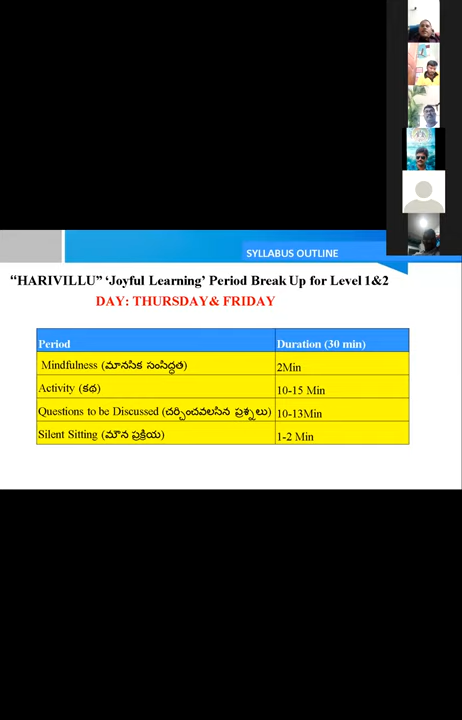 SYLLABUS OUTLINE
“HARIVILLU” ‘Joyful Learning’ Period Break Up for Level 1&2
DAY: THURSDAY& FRIDAY
Period Duration (30 min)
Mindfulness (మానసిక సంసిద్ధత) 2Min
Activity (కథ) 10-15 Min
Questions to be Discussed (చర్చించవలసిన ప్రశ్నలు) 10-13Min
Silent Sitting (మౌన ప్రక్రియ) 1-2 Min